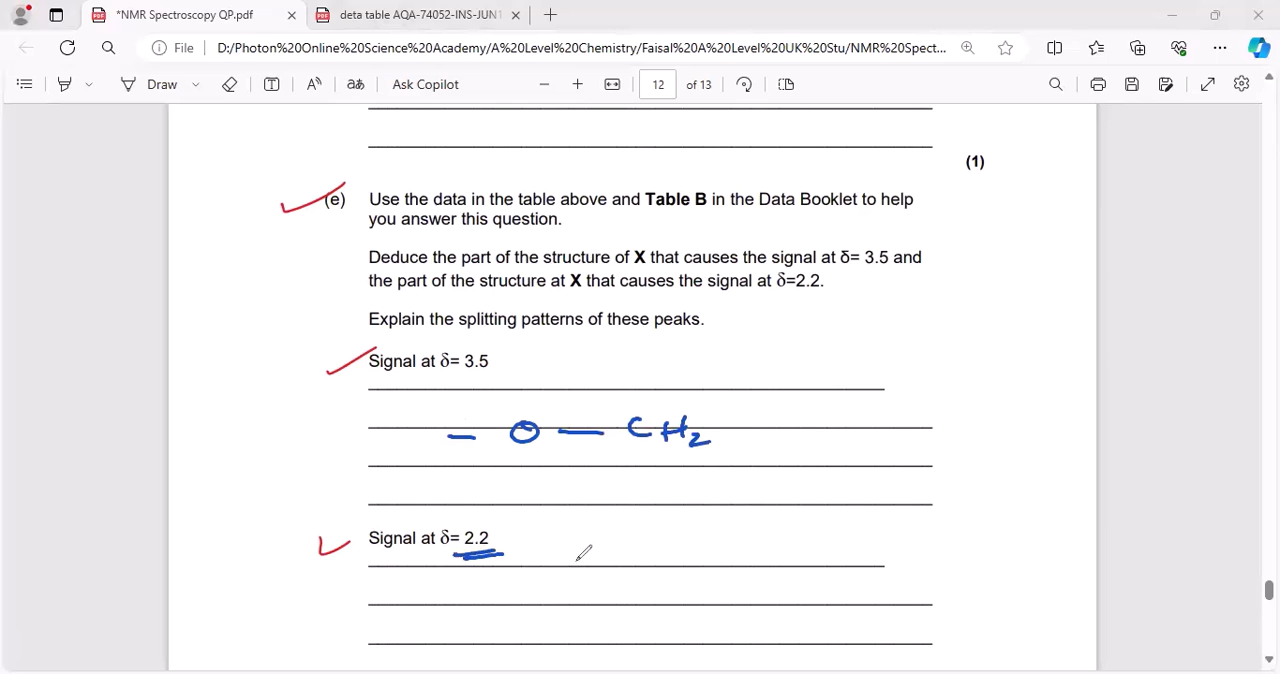 *NMR Spectroscopy QP.pdf
deta table AQA-74052-INS-JUN1
File
D:/Photon%20Online%20Science%20Academy/A%20Level%20Chemistry/Faisal%20A%20Level%20UK%20Stu/NMR%20Spect...
Draw
aあ
Ask Copilot
12
of 13
(1)
(e) Use the data in the table above and Table B in the Data Booklet to help
you answer this question.
Deduce the part of the structure of X that causes the signal at δ= 3.5 and
the part of the structure at X that causes the signal at δ=2.2.
Explain the splitting patterns of these peaks.
Signal at δ= 3.5
– O – CH2
Signal at δ= 2.2